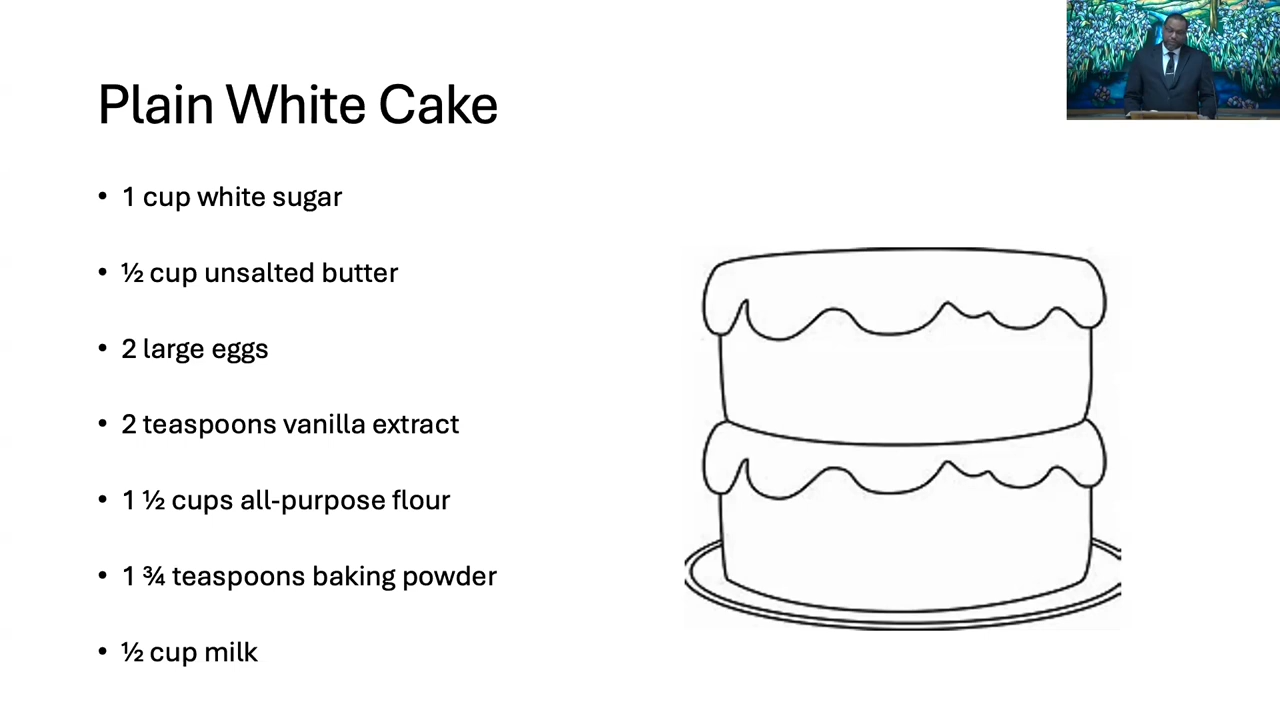 Plain White Cake
• 1 cup white sugar
• ½ cup unsalted butter
• 2 large eggs
• 2 teaspoons vanilla extract
• 1 ½ cups all-purpose flour
• 1 ¾ teaspoons baking powder
• ½ cup milk